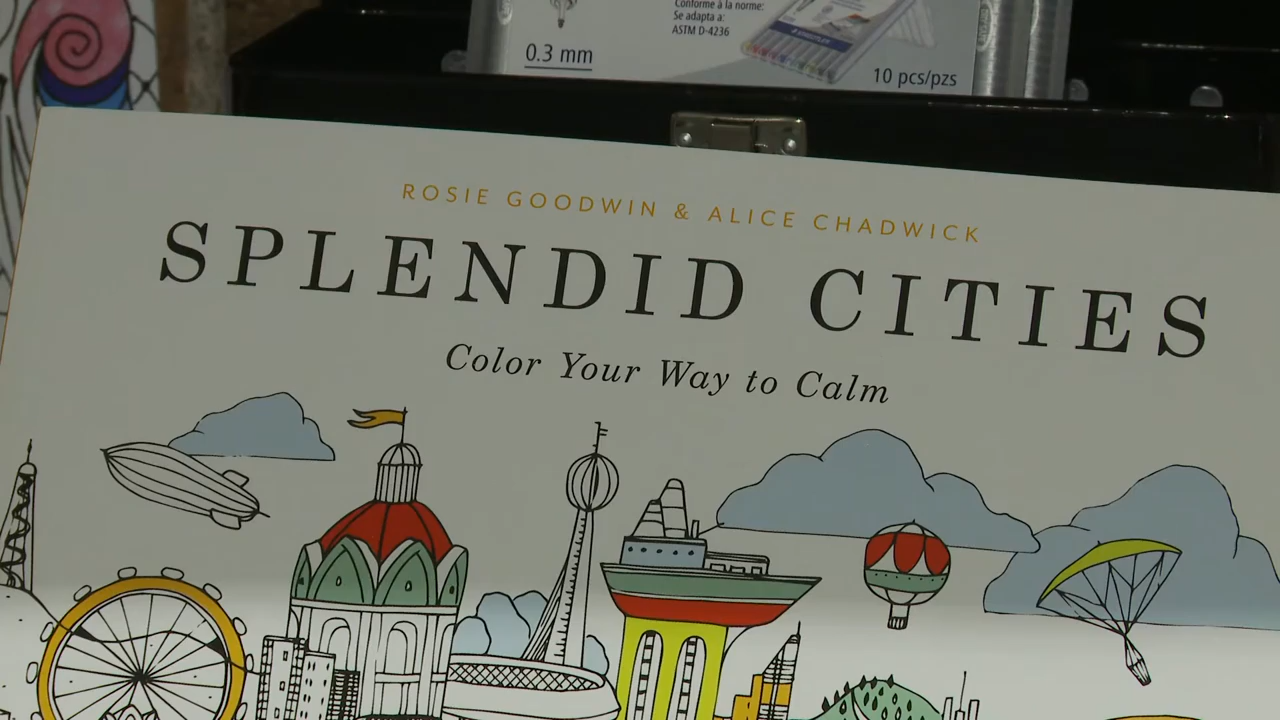 Conforme à la norme:
Se adapta a:
ASTM D-4236
0.3 mm
10 pcs/pzs
ROSIE GOODWIN & ALICE CHADWICK
SPLENDID CITIES
Color Your Way to Calm